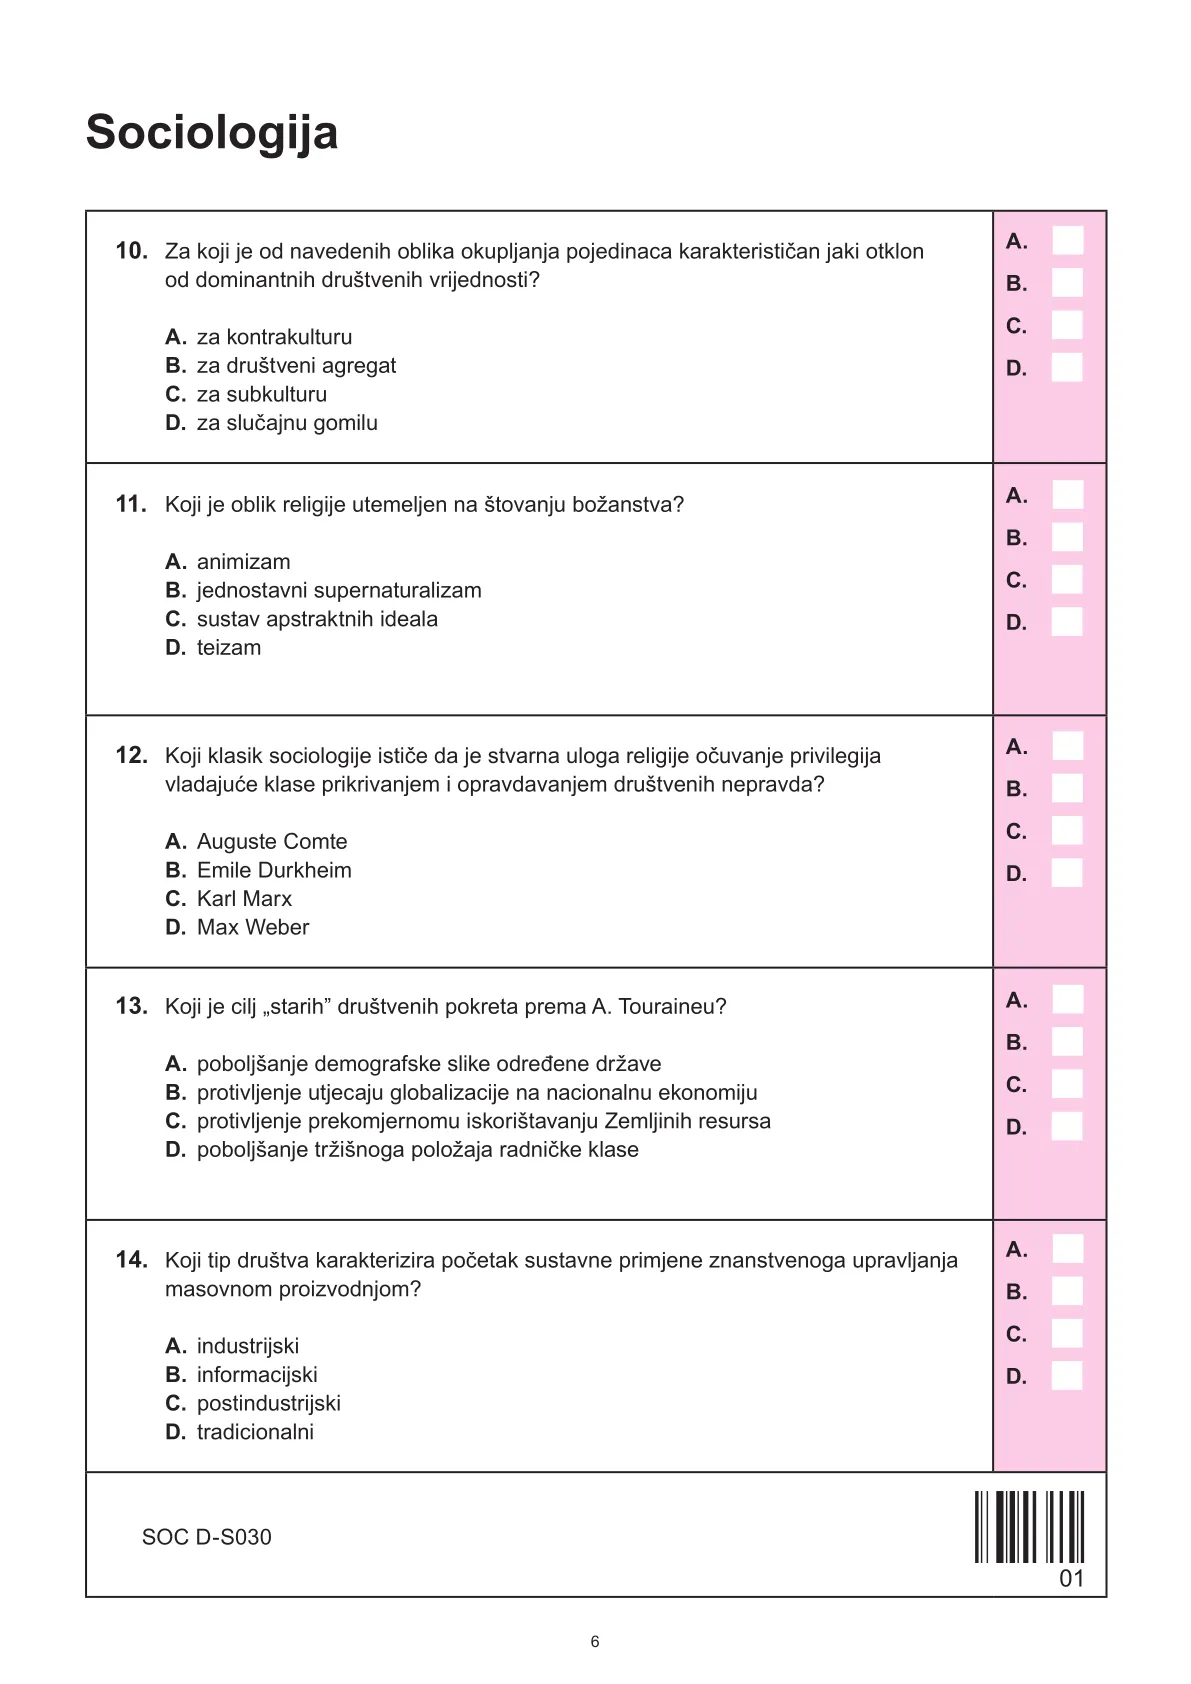 Sociologija
10. Za koji je od navedenih oblika okupljanja pojedinaca karakterističan jaki otklon
od dominantnih društvenih vrijednosti?
A. za kontrakulturu
B. za društveni agregat
C. za subkulturu
D. za slučajnu gomilu
A.
B.
C.
D.
11. Koji je oblik religije utemeljen na štovanju božanstva?
A. animizam
B. jednostavni supernaturalizam
C. sustav apstraktnih ideala
D. teizam
A.
B.
C.
D.
12. Koji klasik sociologije ističe da je stvarna uloga religije očuvanje privilegija
vladajuće klase prikrivanjem i opravdavanjem društvenih nepravda?
A. Auguste Comte
B. Emile Durkheim
C. Karl Marx
D. Max Weber
A.
B.
C.
D.
13. Koji je cilj „starih” društvenih pokreta prema A. Touraineu?
A. poboljšanje demografske slike određene države
B. protivljenje utjecaju globalizacije na nacionalnu ekonomiju
C. protivljenje prekomjernomu iskorištavanju Zemljinih resursa
D. poboljšanje tržišnoga položaja radničke klase
A.
B.
C.
D.
14. Koji tip društva karakterizira početak sustavne primjene znanstvenoga upravljanja
masovnom proizvodnjom?
A. industrijski
B. informacijski
C. postindustrijski
D. tradicionalni
A.
B.
C.
D.
SOC D-S030
01
6